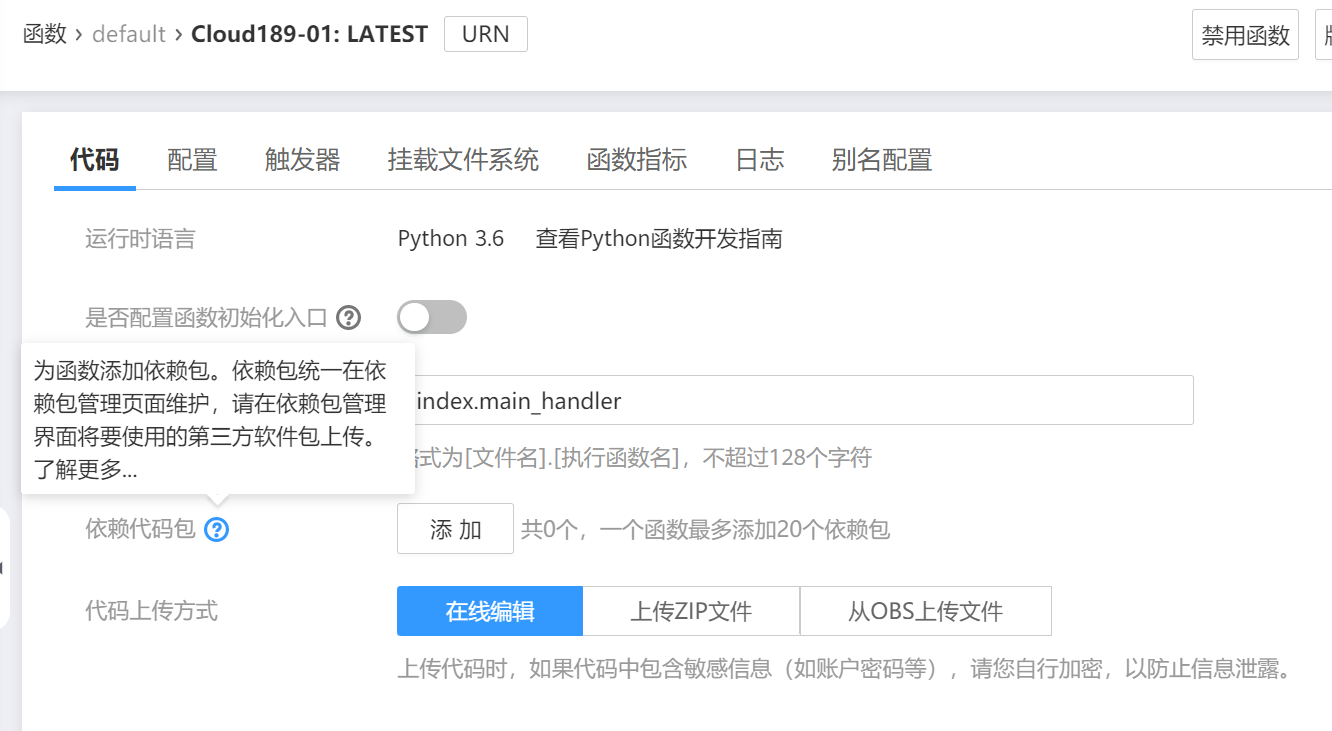 函数 › default › Cloud189-01: LATEST URN 禁用函数
代码 配置 触发器 挂载文件系统 函数指标 日志 别名配置
运行时语言 Python 3.6 查看Python函数开发指南
是否配置函数初始化入口
为函数添加依赖包。依赖包统一在依
赖包管理页面维护，请在依赖包管理
界面将要使用的第三方软件包上传。
了解更多...
index.main_handler
式为[文件名].[执行函数名]，不超过128个字符
依赖代码包 添加 共0个，一个函数最多添加20个依赖包
代码上传方式 在线编辑 上传ZIP文件 从OBS上传文件
上传代码时，如果代码中包含敏感信息（如账户密码等），请您自行加密，以防止信息泄露。